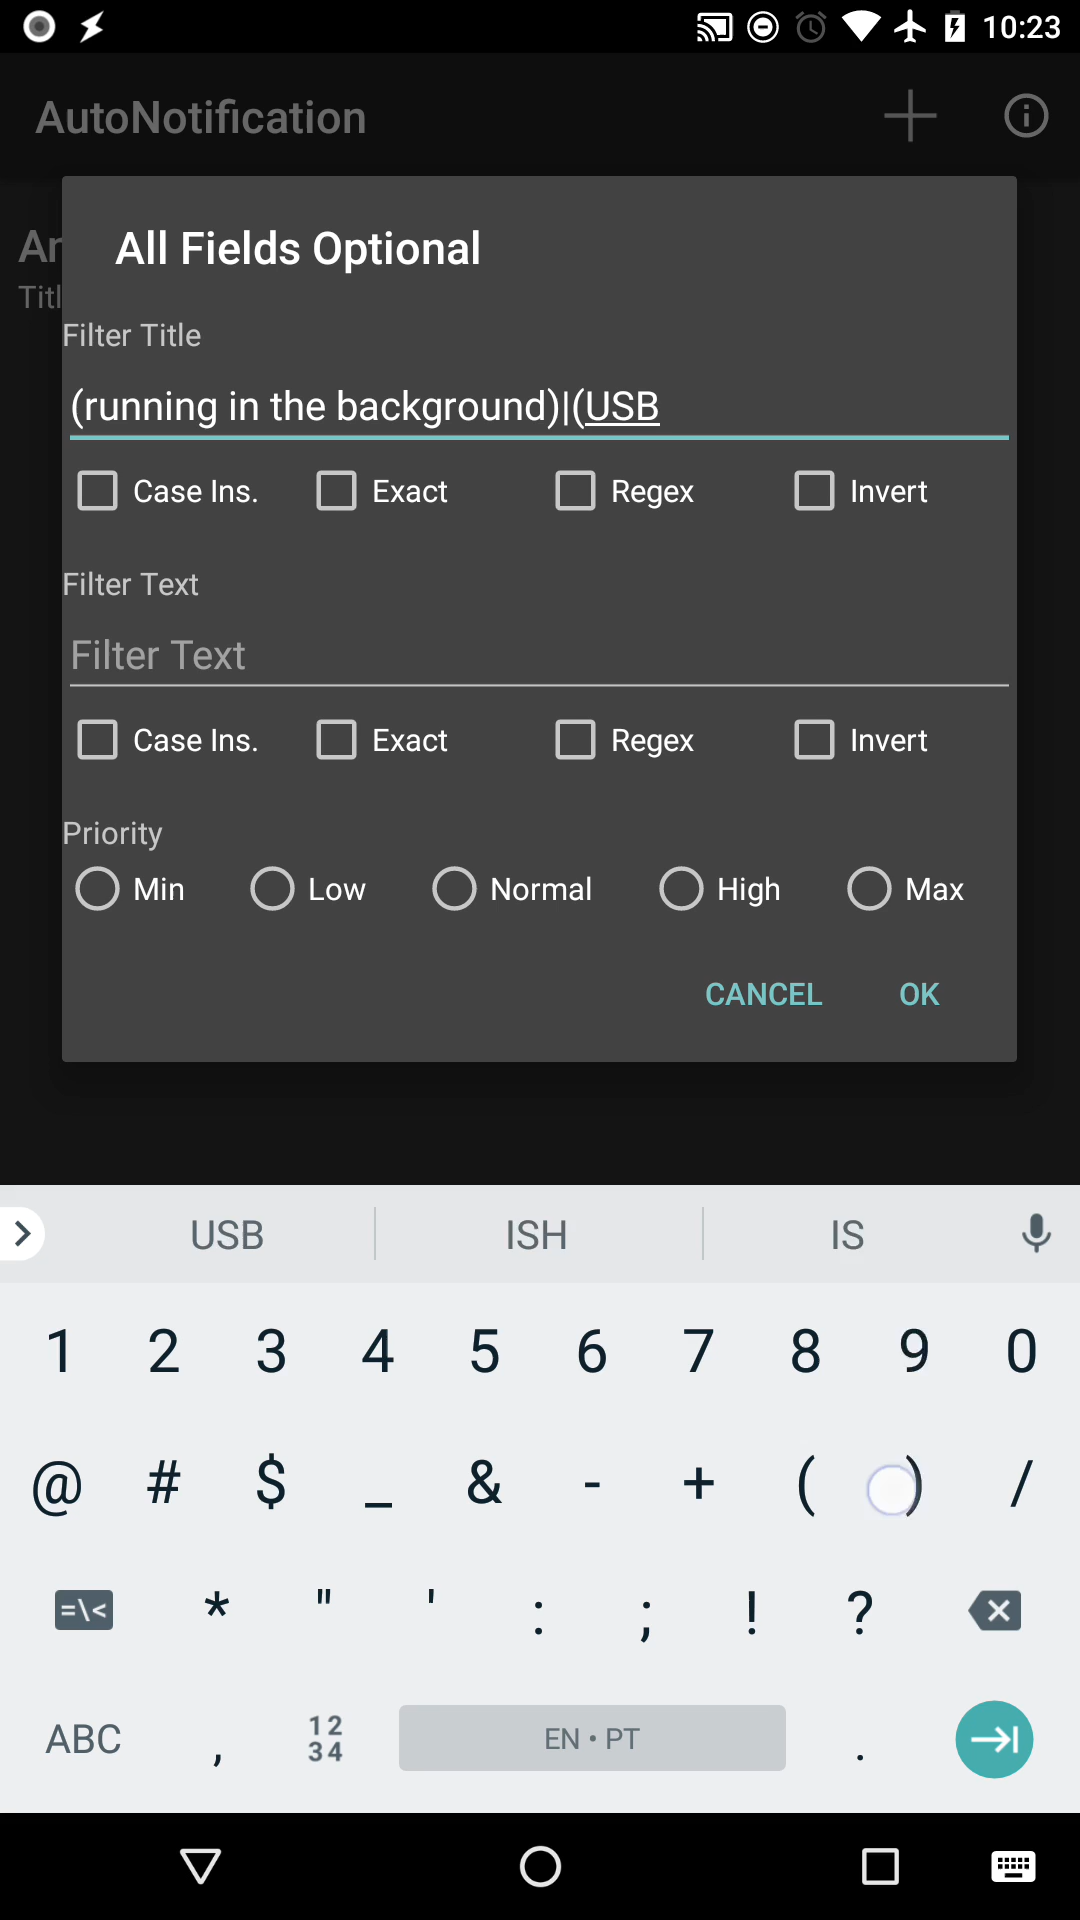 10:23
AutoNotification
All Fields Optional
Filter Title
(running in the background)|(USB
Case Ins. Exact Regex Invert
Filter Text
Filter Text
Case Ins. Exact Regex Invert
Priority
Min Low Normal High Max
CANCEL OK
USB ISH IS
1 2 3 4 5 6 7 8 9 0
@ # $ _ & - + ( ) /
=\< * " ' : ; ! ?
ABC , 12 34 EN • PT .